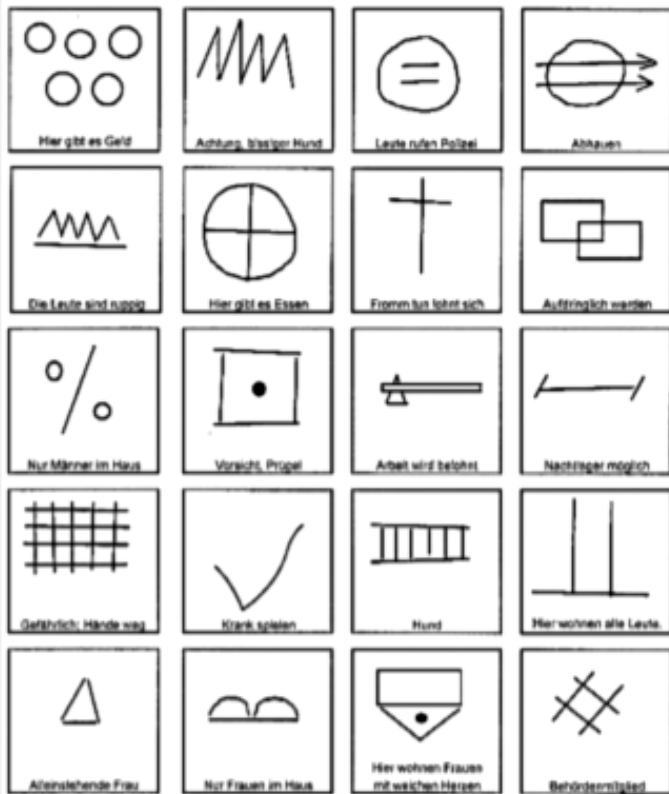 Hier gibt es Geld
Achtung, bissiger Hund
Leute rufen Polizei
Abhauen
Die Leute sind ruppig
Hier gibt es Essen
Fromm tun lohnt sich
Aufdringlich werden
Nur Männer im Haus
Vorsicht, Prügel
Arbeit wird belohnt
Nachtlager möglich
Gefährlich; Hände weg
Krank spielen
Hund
Hier wohnen alte Leute.
Alleinstehende Frau
Nur Frauen im Haus
Hier wohnen Frauen
mit weichen Herzen
Behördenmitglied